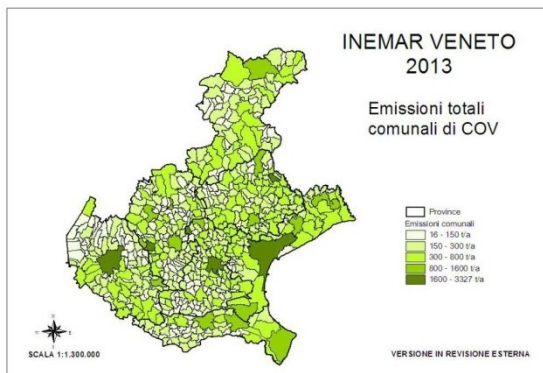 INEMAR VENETO
2013
Emissioni totali
comunali di COV
Province
Emissioni comunali
16 - 150 t/a
150 - 300 t/a
300 - 800 t/a
800 - 1600 t/a
1600 - 3327 t/a
SCALA 1:1.300.000
VERSIONE IN REVISIONE ESTERNA